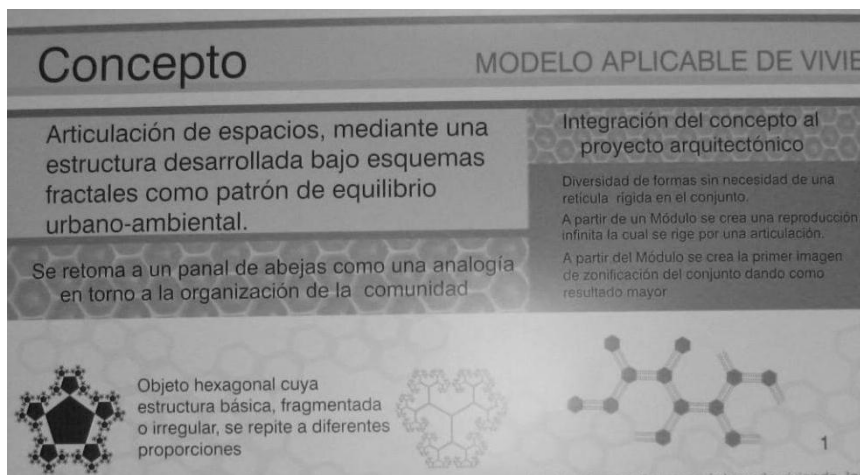 Concepto
MODELO APLICABLE DE VIVIE
Articulación de espacios, mediante una
estructura desarrollada bajo esquemas
fractales como patrón de equilibrio
urbano-ambiental.
Se retoma a un panal de abejas como una analogía
en torno a la organización de la comunidad
Integración del concepto al
proyecto arquitectónico
Diversidad de formas sin necesidad de una
retícula rígida en el conjunto.
A partir de un Módulo se crea una reproducción
infinita la cual se rige por una articulación.
A partir del Módulo se crea la primer imagen
de zonificación del conjunto dando como
resultado mayor
Objeto hexagonal cuya
estructura básica, fragmentada
o irregular, se repite a diferentes
proporciones
1